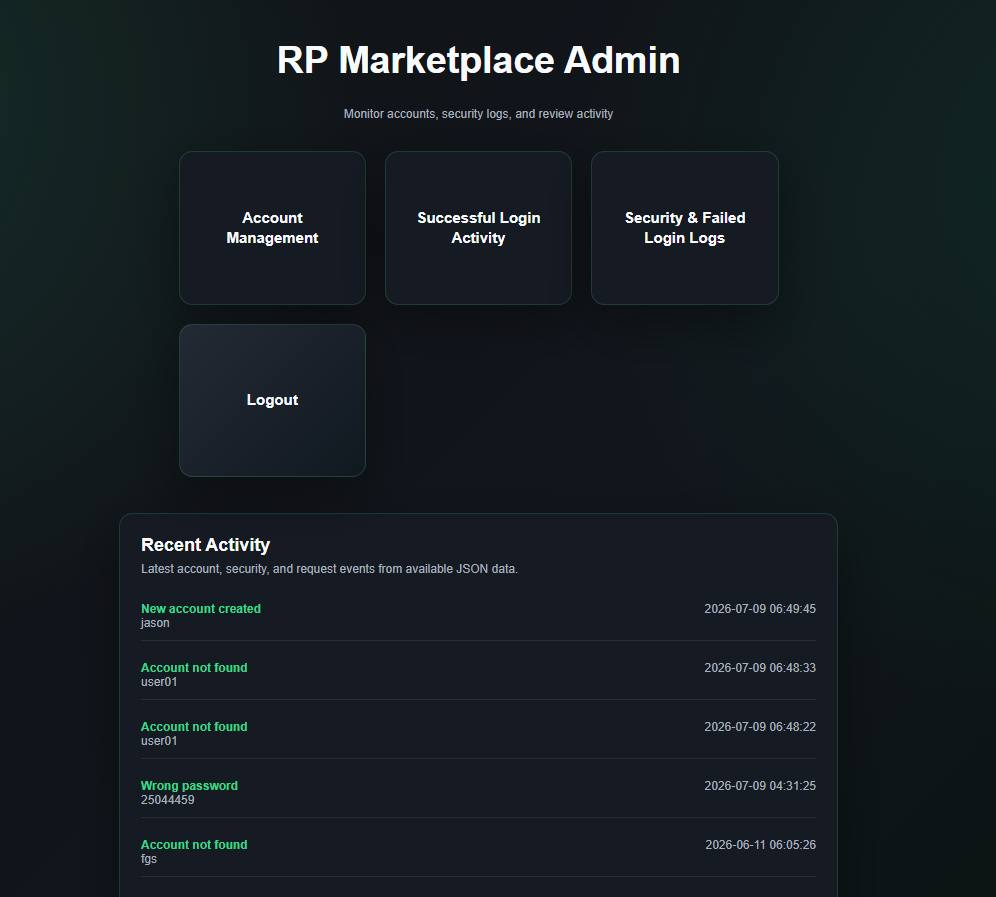 RP Marketplace Admin
Monitor accounts, security logs, and review activity
Account
Management
Successful Login
Activity
Security & Failed
Login Logs
Logout
Recent Activity
Latest account, security, and request events from available JSON data.
New account created
2026-07-09 06:49:45
jason
Account not found
2026-07-09 06:48:33
user01
Account not found
2026-07-09 06:48:22
user01
Wrong password
2026-07-09 04:31:25
25044459
Account not found
2026-06-11 06:05:26
fgs